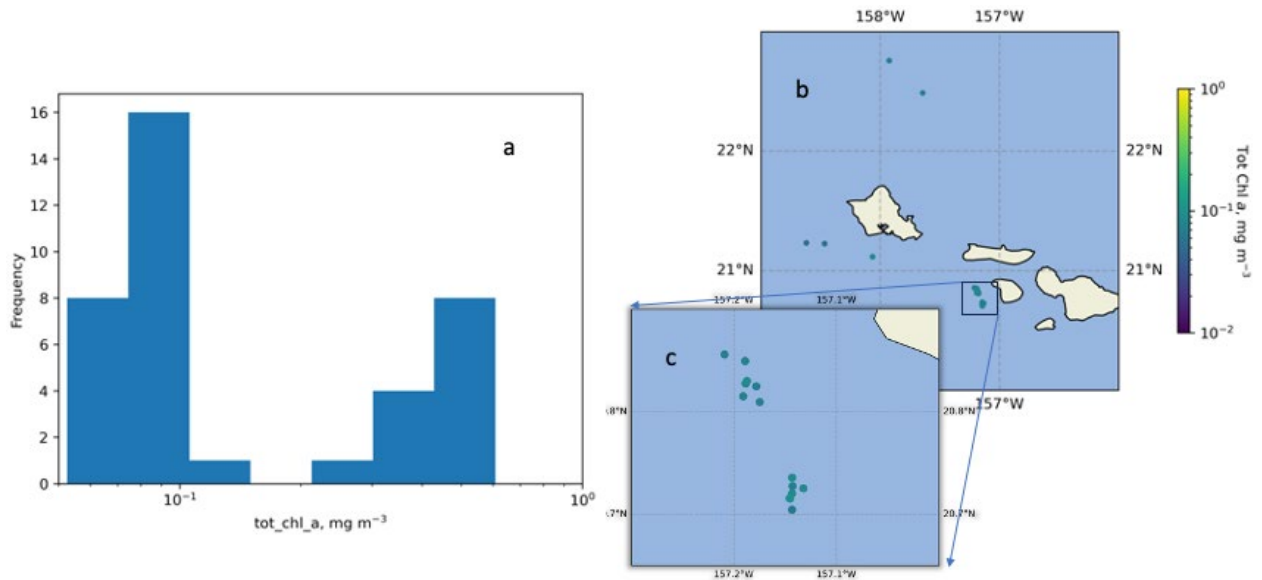 16
14
12
10
8
6
4
2
0
Frequency
a
10⁻¹
10⁰
tot_chl_a, mg m⁻³
158°W 157°W
b
22°N 22°N
21°N 21°N
157°W
10⁰
10⁻¹
10⁻²
Tot Chl a, mg m⁻³
157.2°W 157.1°W
c
.8°N 20.8°N
.7°N 20.7°N
157.2°W 157.1°W